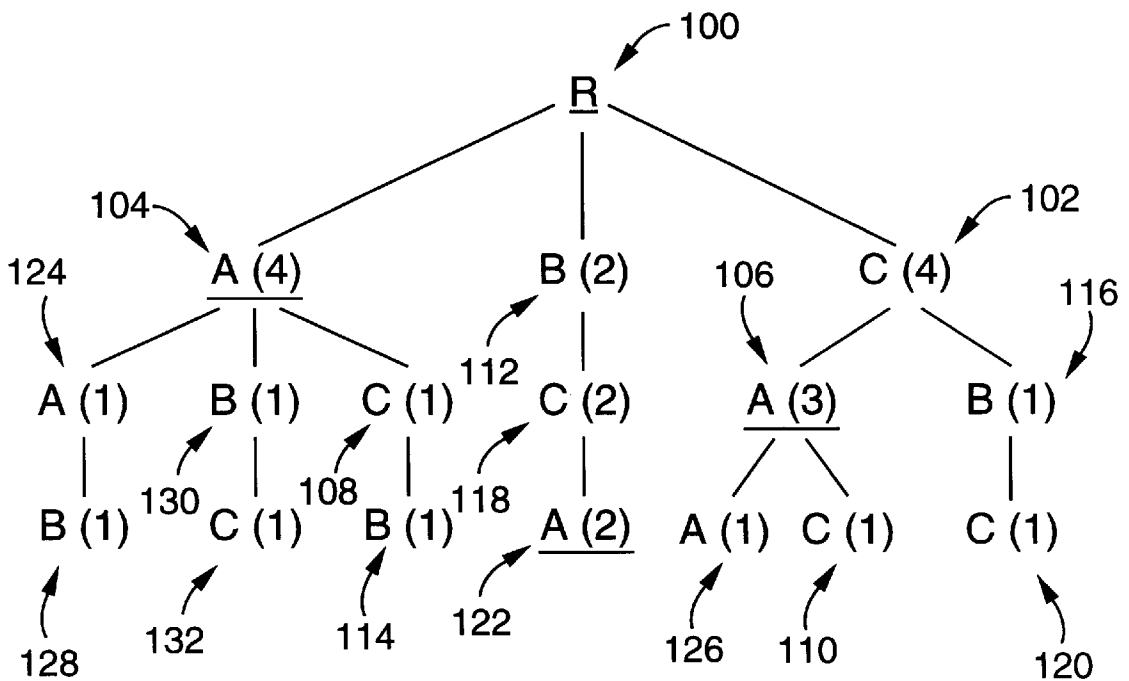 100
R
104
102
A (4)
B (2)
C (4)
124
106
116
112
A (1)
B (1)
C (1)
C (2)
A (3)
B (1)
130
108
118
B (1)
C (1)
B (1)
A (2)
A (1)
C (1)
C (1)
128
132
114
122
126
110
120